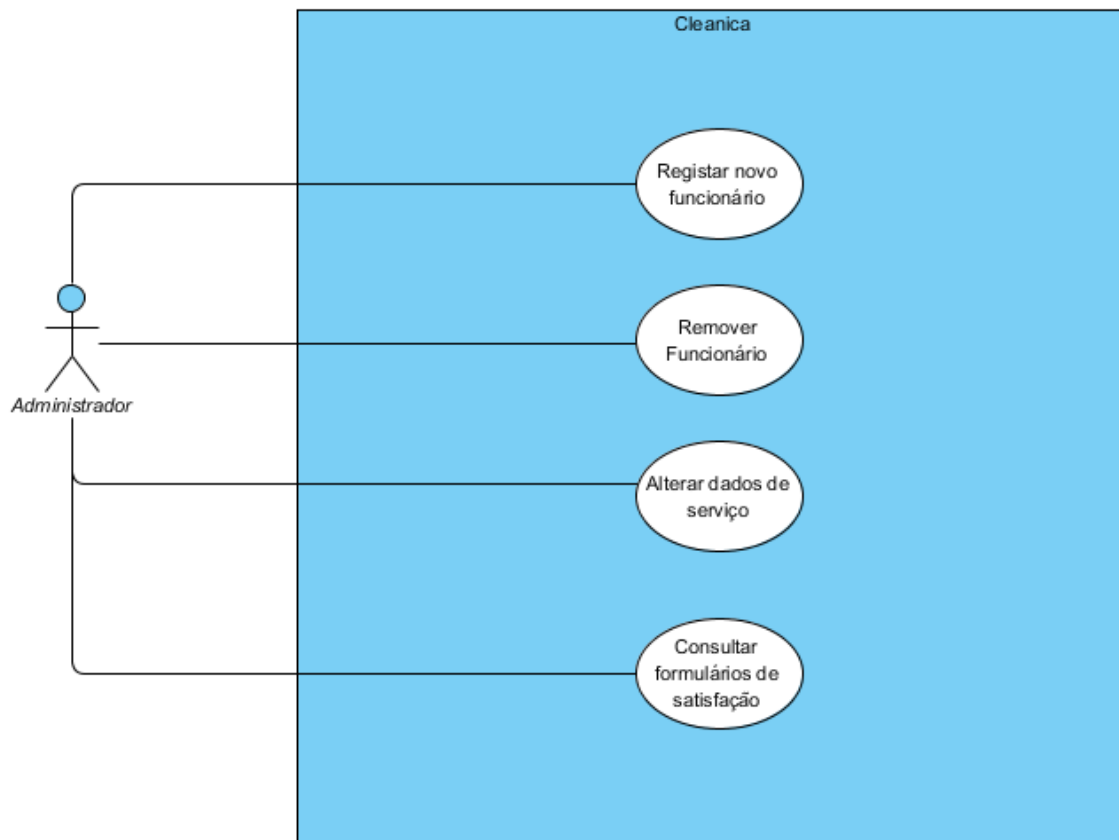 Cleanica
Registar novo
funcionário
Remover
Funcionário
Administrador
Alterar dados de
serviço
Consultar
formulários de
satisfação